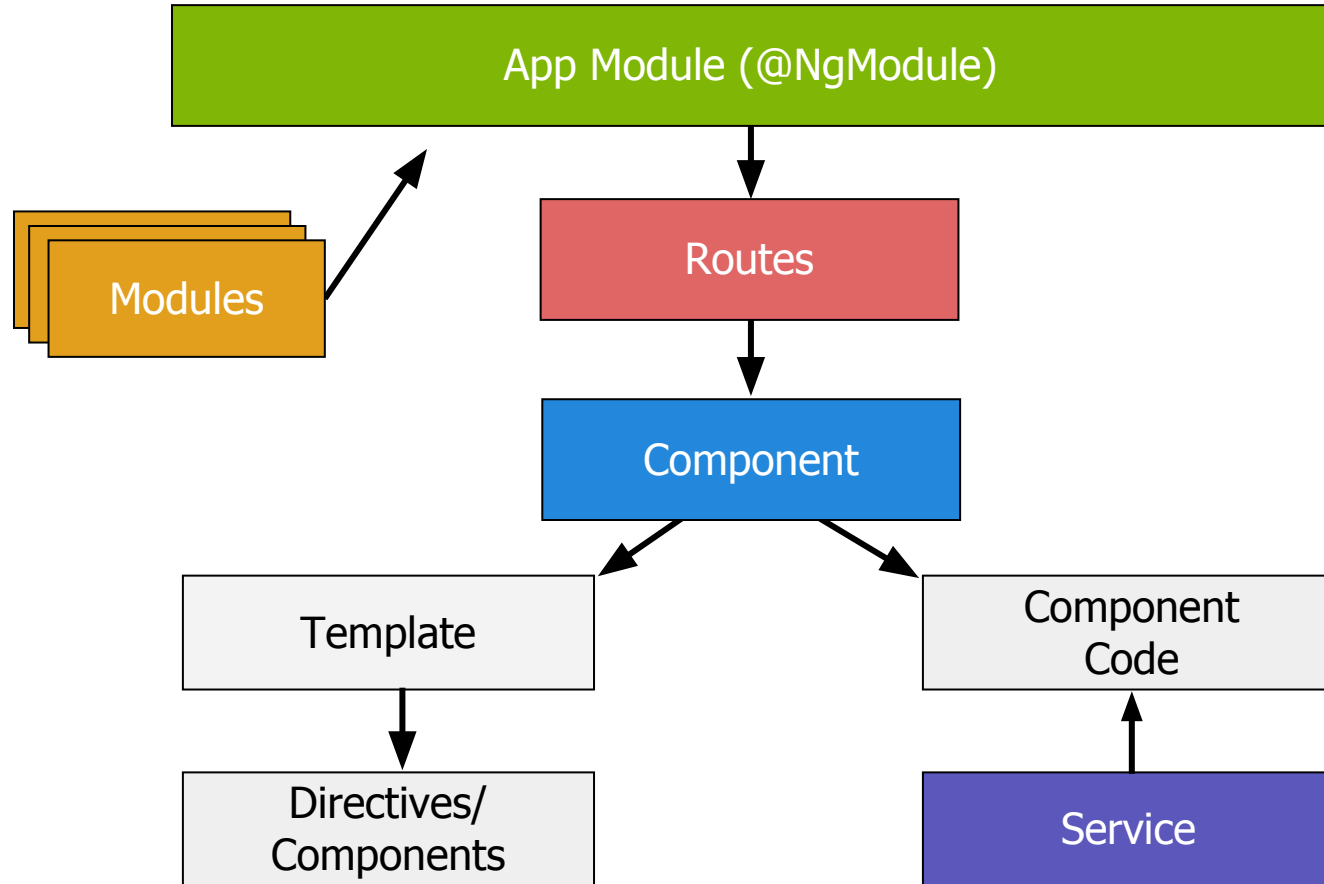 App Module (@NgModule)
Routes
Modules
Component
Template
Component
Code
Directives/
Components
Service